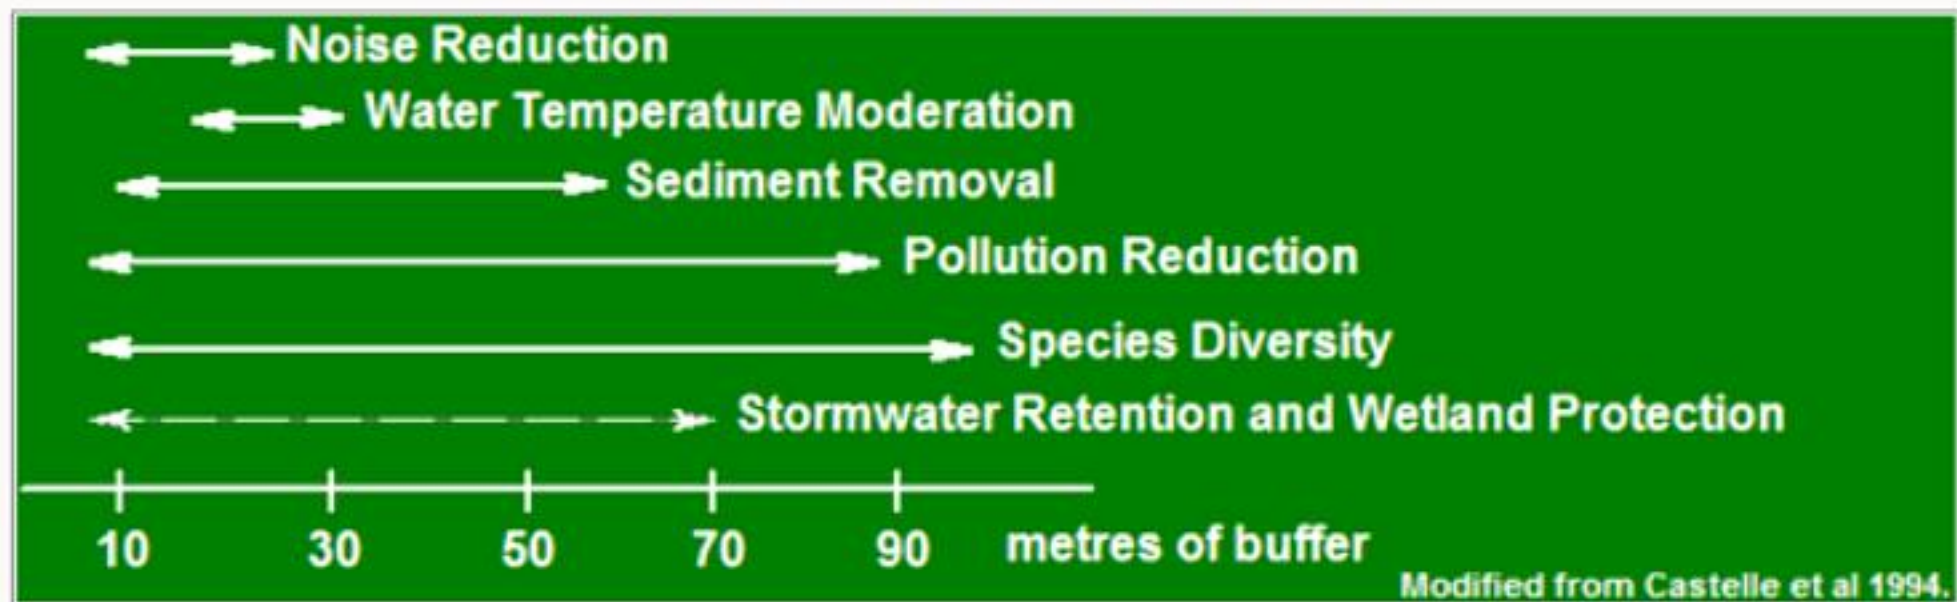 Noise Reduction
Water Temperature Moderation
Sediment Removal
Pollution Reduction
Species Diversity
Stormwater Retention and Wetland Protection
10 30 50 70 90 metres of buffer
Modified from Castelle et al 1994.